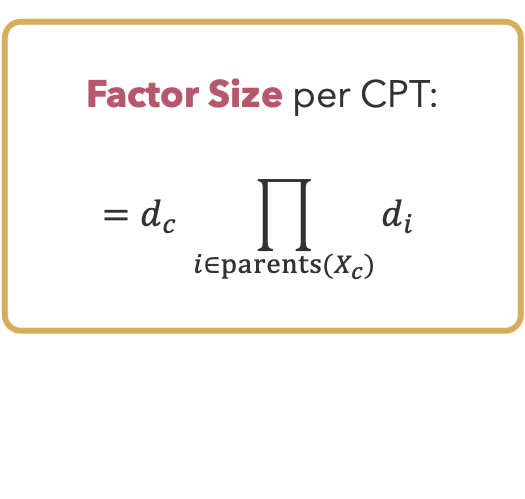 Factor Size per CPT:
= d_c ∏_{i∈parents(X_c)} d_i